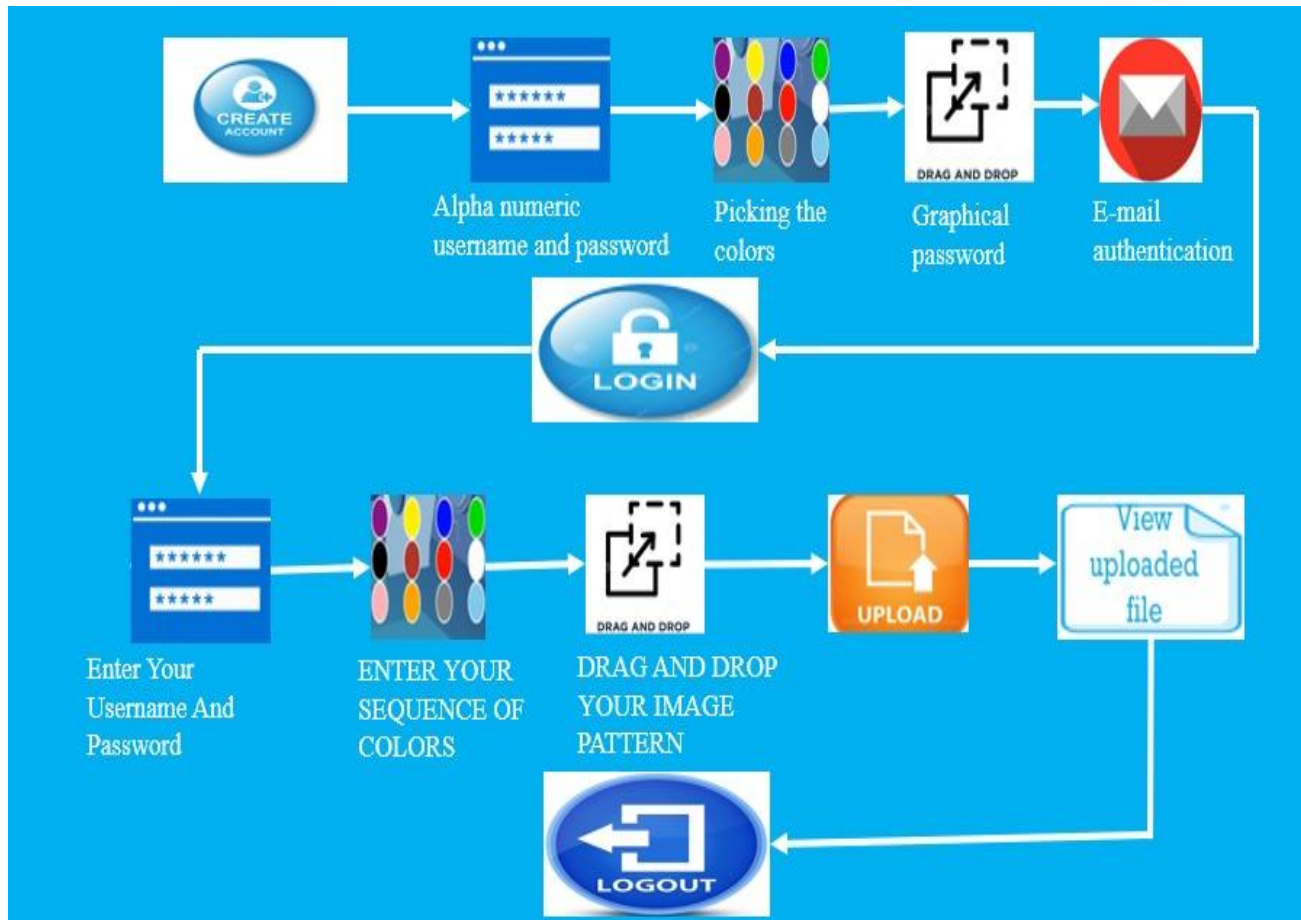 CREATE
ACCOUNT
******
*****
DRAG AND DROP
Alpha numeric
username and password
Picking the
colors
Graphical
password
E-mail
authentication
LOGIN
******
*****
DRAG AND DROP
UPLOAD
View
uploaded
file
Enter Your
Username And
Password
ENTER YOUR
SEQUENCE OF
COLORS
DRAG AND DROP
YOUR IMAGE
PATTERN
LOGOUT